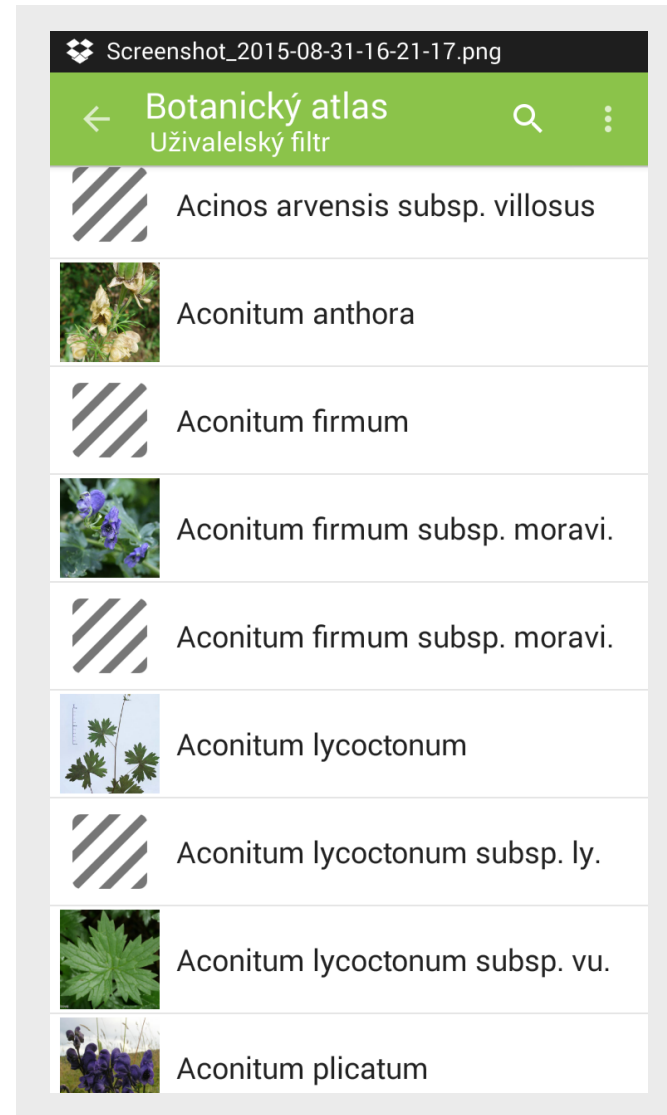 Screenshot_2015-08-31-16-21-17.png
Botanický atlas
Uživalelský filtr
Acinos arvensis subsp. villosus
Aconitum anthora
Aconitum firmum
Aconitum firmum subsp. moravi.
Aconitum firmum subsp. moravi.
Aconitum lycoctonum
Aconitum lycoctonum subsp. ly.
Aconitum lycoctonum subsp. vu.
Aconitum plicatum